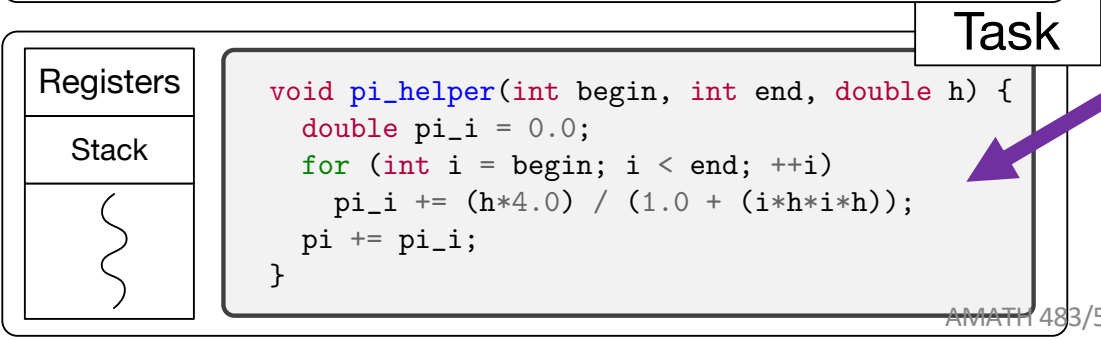 Task
Registers
Stack
void pi_helper(int begin, int end, double h) {
double pi_i = 0.0;
for (int i = begin; i < end; ++i)
pi_i += (h*4.0) / (1.0 + (i*h*i*h));
pi += pi_i;
}
AMATH 483/5